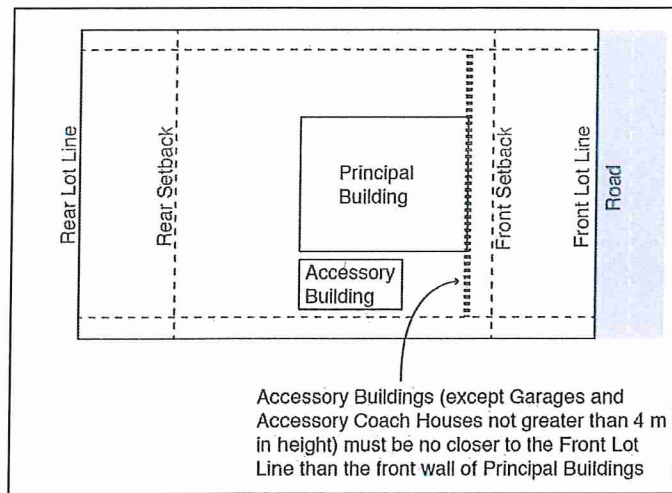 Rear Lot Line
Rear Setback
Principal
Building
Accessory
Building
Front Setback
Front Lot Line
Road
Accessory Buildings (except Garages and
Accessory Coach Houses not greater than 4 m
in height) must be no closer to the Front Lot
Line than the front wall of Principal Buildings